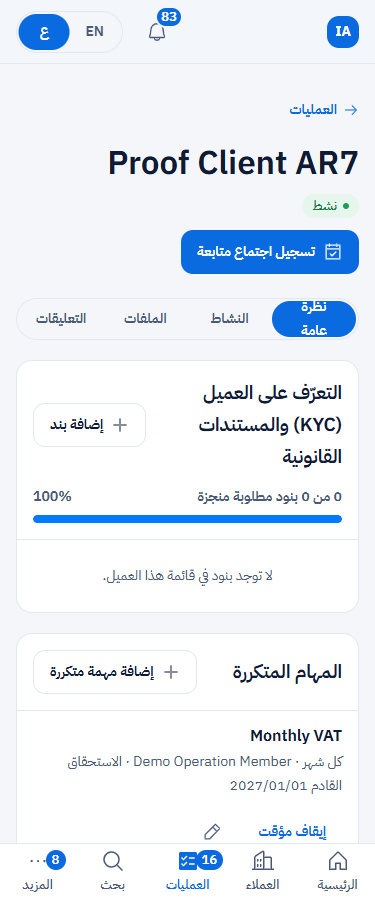 IA
83
EN
ع
العمليات
Proof Client AR7
نشط
تسجيل اجتماع متابعة
نظرة عامة
النشاط
الملفات
التعليقات
التعرّف على العميل
(KYC) والمستندات
القانونية
إضافة بند
0 من 0 بنود مطلوبة منجزة
100%
لا توجد بنود في قائمة هذا العميل.
المهام المتكررة
إضافة مهمة متكررة
Monthly VAT
كل شهر · Demo Operation Member · الاستحقاق
القادم 2027/01/01
إيقاف مؤقت
الرئيسية
العملاء
16
العمليات
بحث
8
المزيد